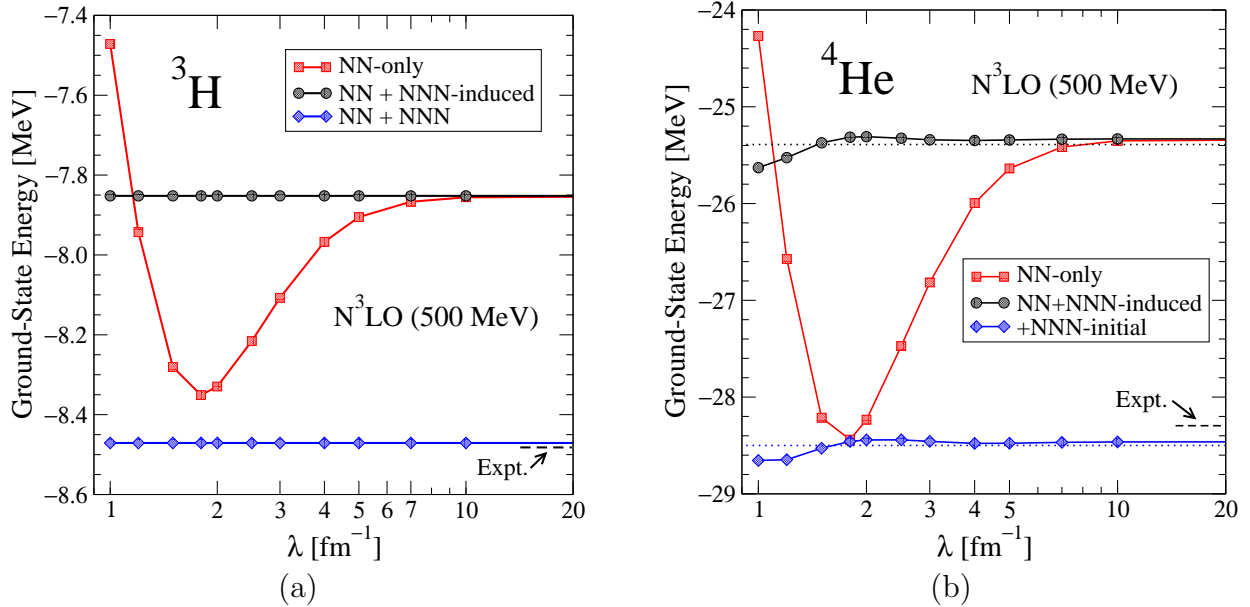 -7.4
-7.6
-7.8
-8.0
-8.2
-8.4
-8.6
Ground-State Energy [MeV]
³H
NN-only
NN + NNN-induced
NN + NNN
N³LO (500 MeV)
Expt.
1 2 3 4 5 6 7 10 20
λ [fm⁻¹]
(a)
-24
-25
-26
-27
-28
-29
Ground-State Energy [MeV]
⁴He
N³LO (500 MeV)
NN-only
NN+NNN-induced
+NNN-initial
Expt.
1 2 3 4 5 10 20
λ [fm⁻¹]
(b)